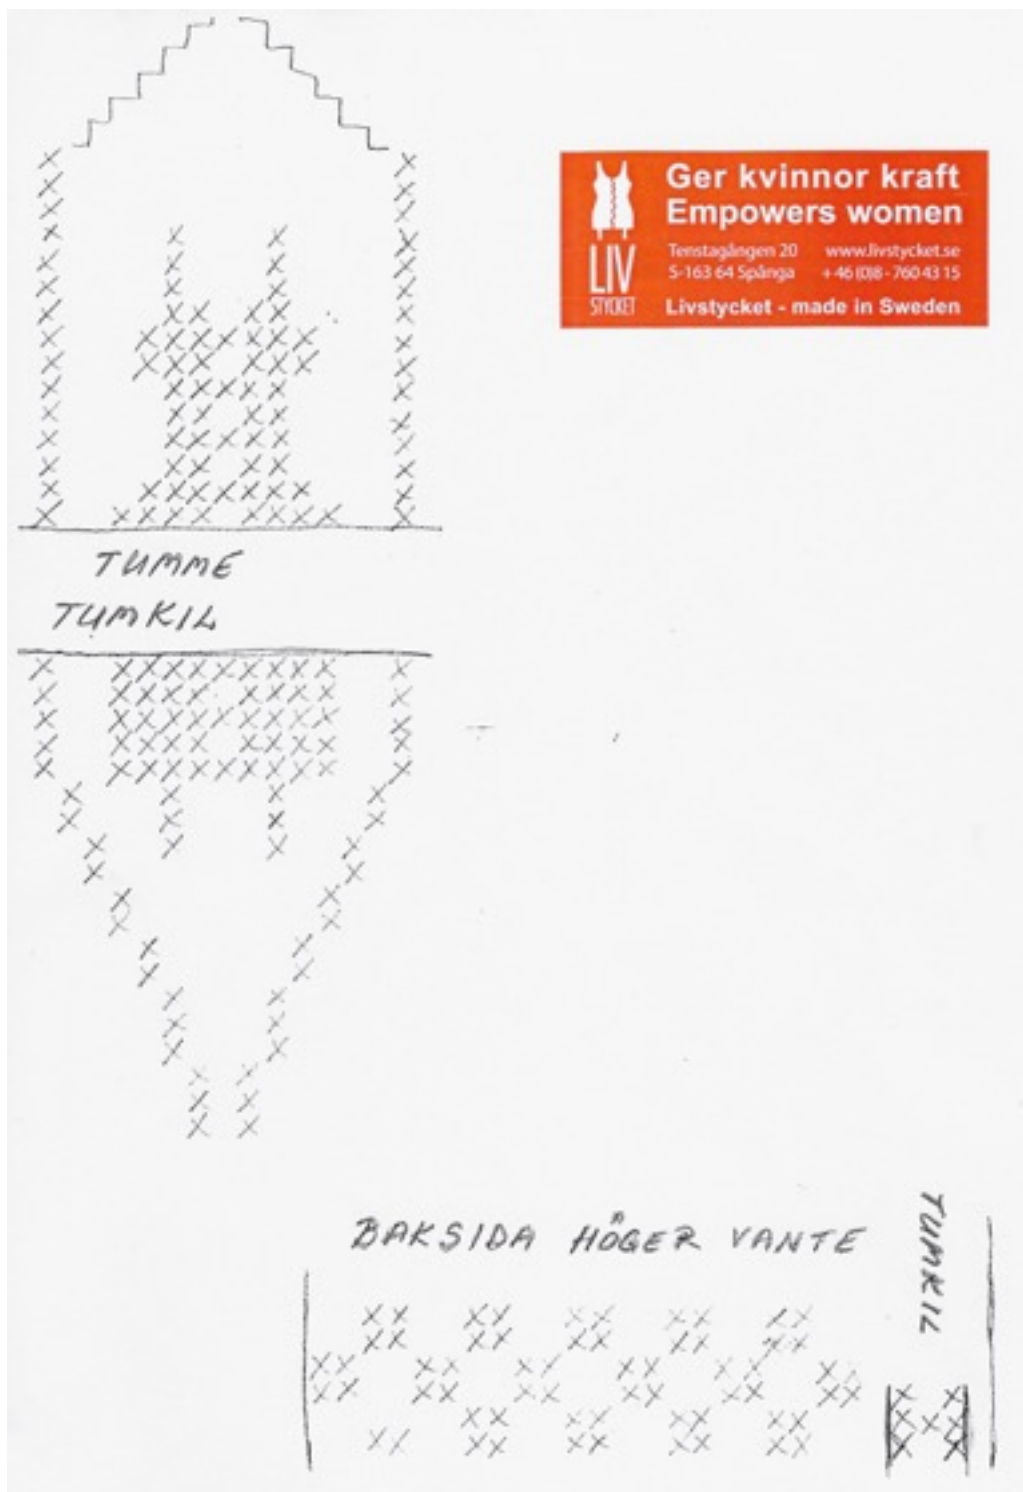 Ger kvinnor kraft
Empowers women
Tenstagången 20 www.livstycket.se
S-163 64 Spånga +46 (0)8 - 760 43 15
LIV
STYCKET
Livstycket - made in Sweden
TUMME
TUMKIL
BAKSIDA HÖGER VANTE
TUMKIL